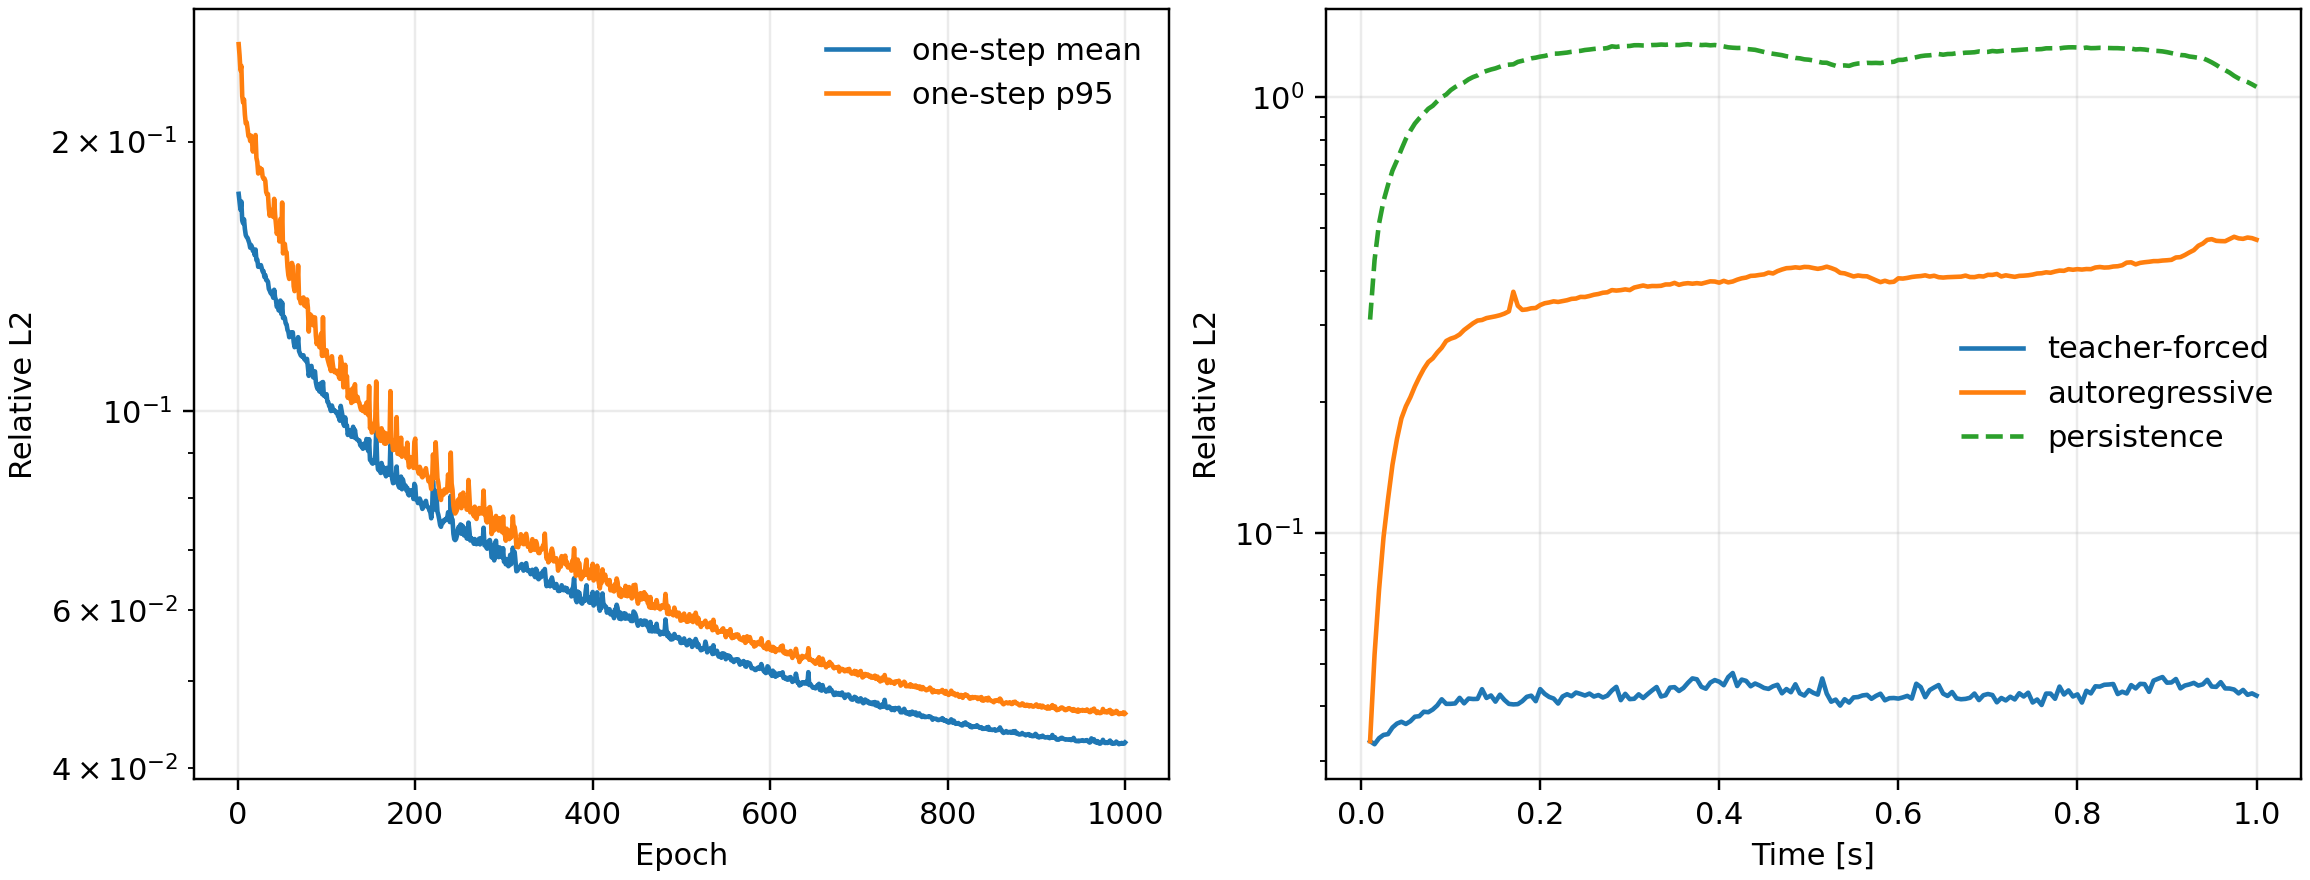 one-step mean
one-step p95
2 × 10⁻¹
10⁻¹
6 × 10⁻²
4 × 10⁻²
Relative L2
0 200 400 600 800 1000
Epoch
10⁰
10⁻¹
Relative L2
teacher-forced
autoregressive
persistence
0.0 0.2 0.4 0.6 0.8 1.0
Time [s]